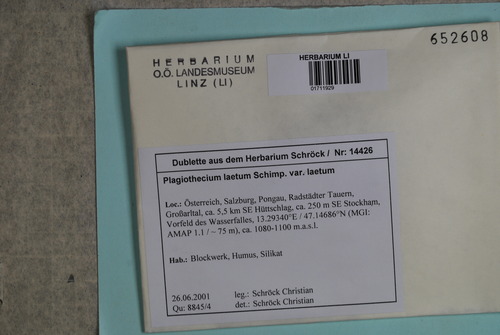 652608
HERBARIUM
O.Ö. LANDESMUSEUM
LINZ (LI)
HERBARIUM LI
01711929
Dublette aus dem Herbarium Schröck / Nr: 14426
Plagiothecium laetum Schimp. var. laetum
Loc.: Österreich, Salzburg, Pongau, Radstädter Tauern,
Großarltal, ca. 5,5 km SE Hüttschlag, ca. 250 m SE Stockham,
Vorfeld des Wasserfalles, 13.29340°E / 47.14686°N (MGI:
AMAP 1.1 / ~ 75 m), ca. 1080-1100 m.a.s.l.
Hab.: Blockwerk, Humus, Silikat
26.06.2001 leg.: Schröck Christian
Qu: 8845/4 det.: Schröck Christian